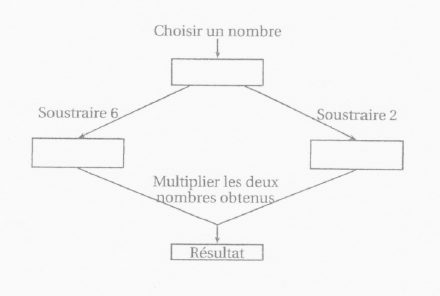 Choisir un nombre
Soustraire 6
Soustraire 2
Multiplier les deux
nombres obtenus
Résultat